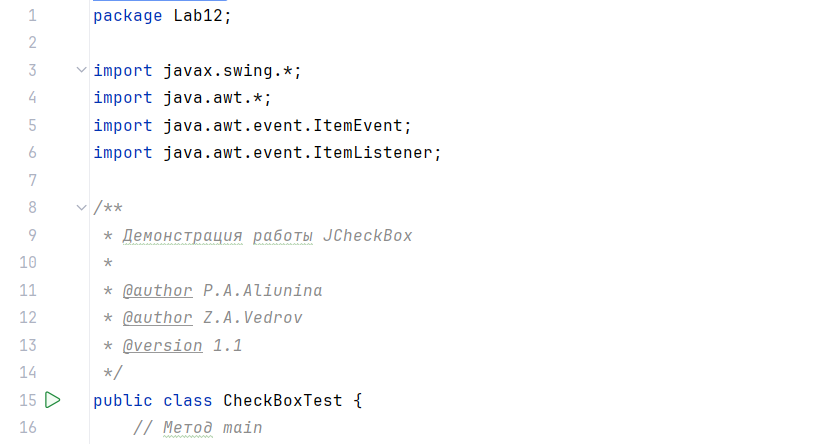 1 package Lab12;
2
3 import javax.swing.*;
4 import java.awt.*;
5 import java.awt.event.ItemEvent;
6 import java.awt.event.ItemListener;
7
8 /**
9 * Демонстрация работы JCheckBox
10 *
11 * @author P.A.Aliunina
12 * @author Z.A.Vedrov
13 * @version 1.1
14 */
15 public class CheckBoxTest {
16 // Метод main